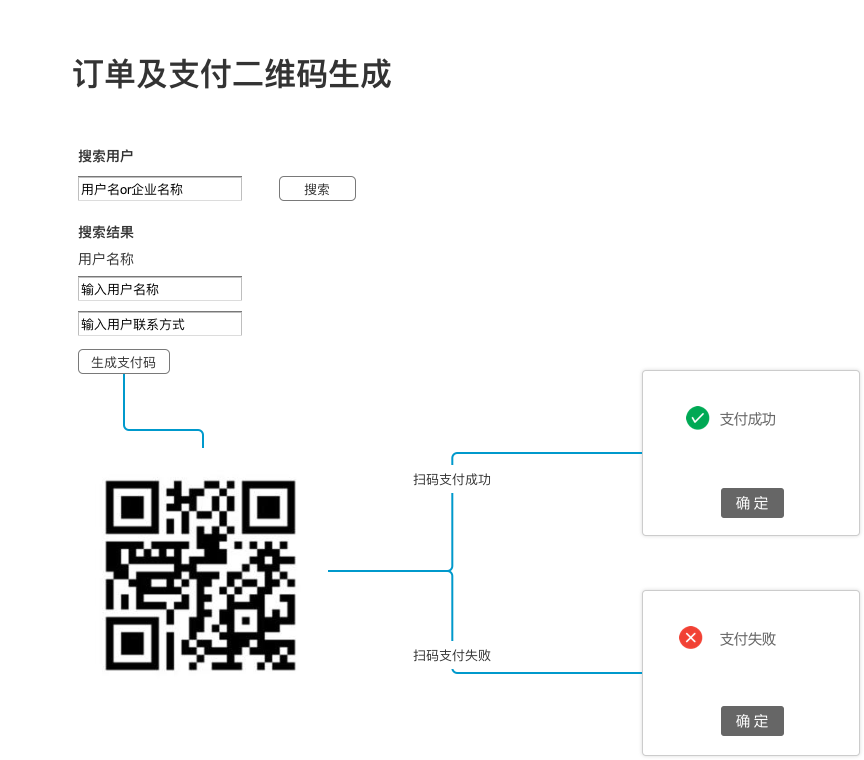 订单及支付二维码生成
搜索用户
用户名or企业名称
搜索
搜索结果
用户名称
输入用户名称
输入用户联系方式
生成支付码
支付成功
扫码支付成功
确 定
支付失败
扫码支付失败
确 定